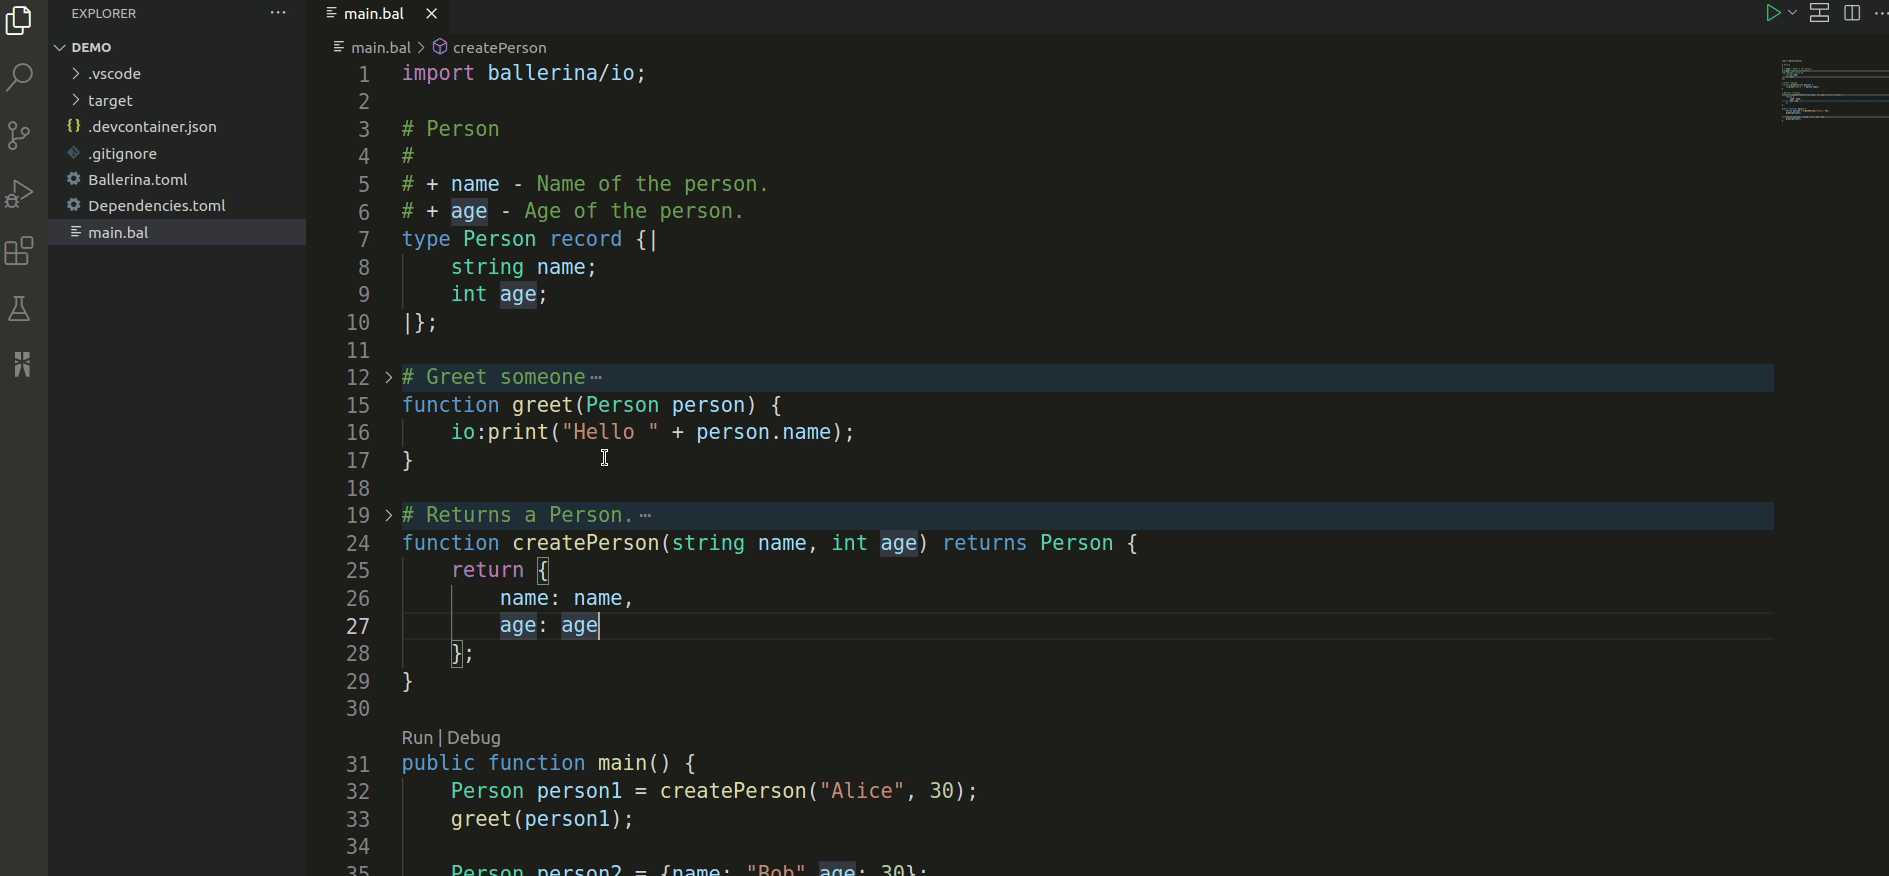 EXPLORER ···
DEMO
.vscode
target
.devcontainer.json
.gitignore
Ballerina.toml
Dependencies.toml
main.bal
main.bal
main.bal > createPerson
1 import ballerina/io;
2
3 # Person
4 #
5 # + name - Name of the person.
6 # + age - Age of the person.
7 type Person record {|
8 string name;
9 int age;
10 |};
11
12 # Greet someone ···
15 function greet(Person person) {
16 io:print("Hello " + person.name);
17 }
18
19 # Returns a Person. ···
24 function createPerson(string name, int age) returns Person {
25 return {
26 name: name,
27 age: age
28 };
29 }
30
Run | Debug
31 public function main() {
32 Person person1 = createPerson("Alice", 30);
33 greet(person1);
34
35 Person person2 = {name: "Bob" age: 30};